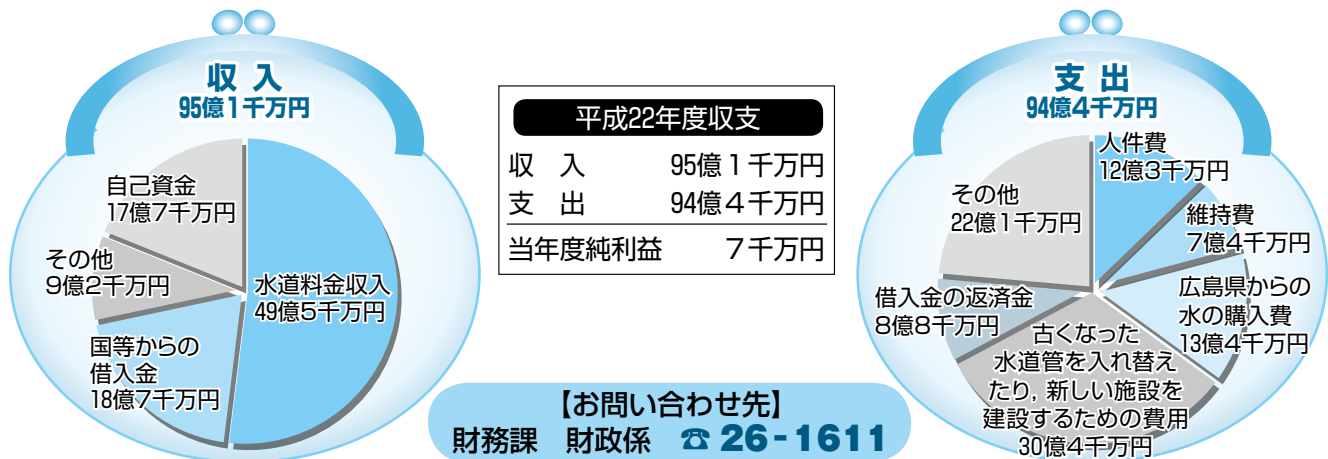 収 入
95億1千万円
自己資金
17億7千万円
その他
9億2千万円
国等からの
借入金
18億7千万円
水道料金収入
49億5千万円
平成22年度収支
収 入 95億1千万円
支 出 94億4千万円
当年度純利益 7千万円
【お問い合わせ先】
財務課 財政係 ☎ 26-1611
支 出
94億4千万円
人件費
12億3千万円
維持費
7億4千万円
広島県からの
水の購入費
13億4千万円
古くなった
水道管を入れ替え
たり, 新しい施設を
建設するための費用
30億4千万円
借入金の返済金
8億8千万円
その他
22億1千万円